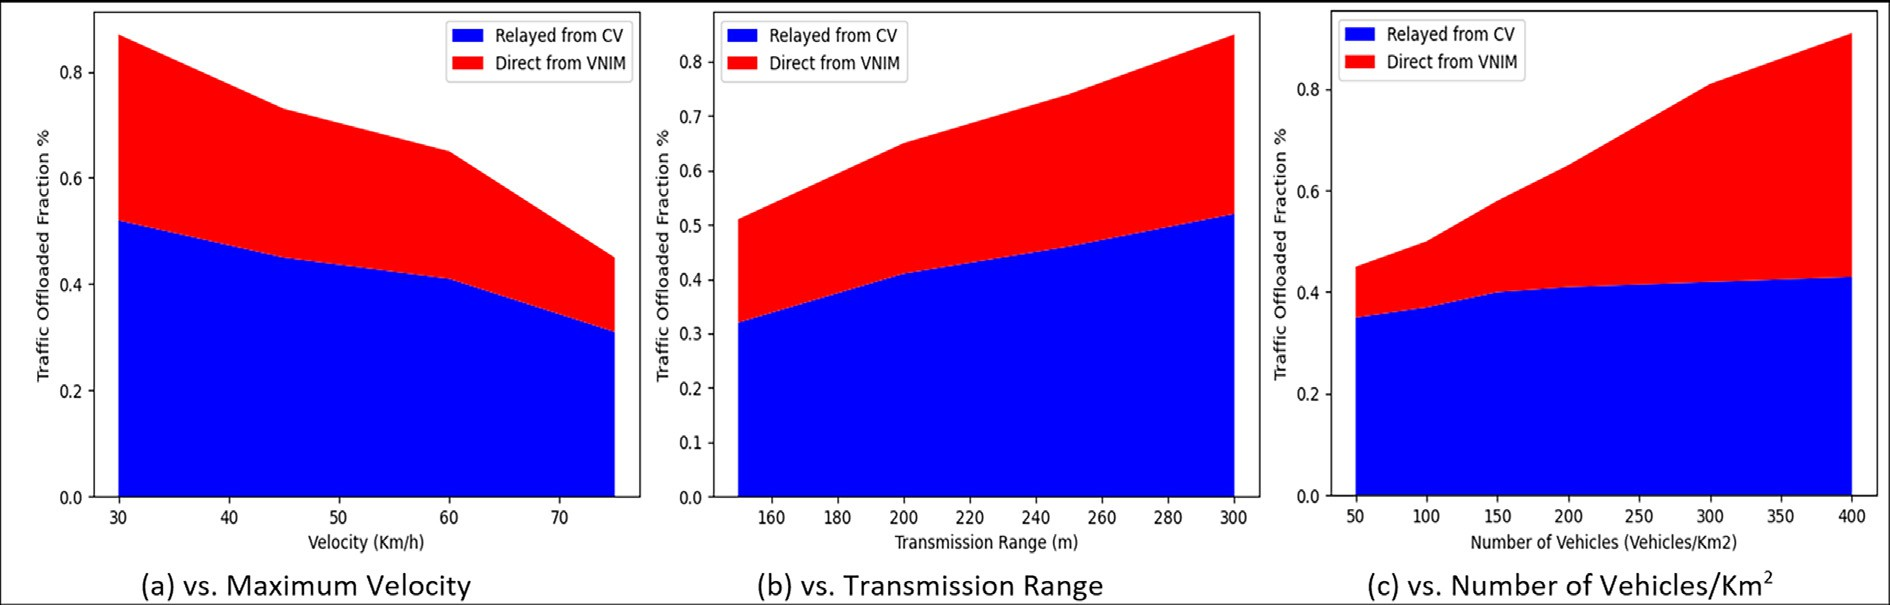 Relayed from CV
Direct from VNIM
Traffic Offloaded Fraction %
0.8
0.6
0.4
0.2
0.0
30 40 50 60 70
Velocity (Km/h)
(a) vs. Maximum Velocity
Relayed from CV
Direct from VNIM
Traffic Offloaded Fraction %
0.8
0.7
0.6
0.5
0.4
0.3
0.2
0.1
0.0
160 180 200 220 240 260 280 300
Transmission Range (m)
(b) vs. Transmission Range
Relayed from CV
Direct from VNIM
Traffic Offloaded Fraction %
0.8
0.6
0.4
0.2
0.0
50 100 150 200 250 300 350 400
Number of Vehicles (Vehicles/Km2)
(c) vs. Number of Vehicles/Km²